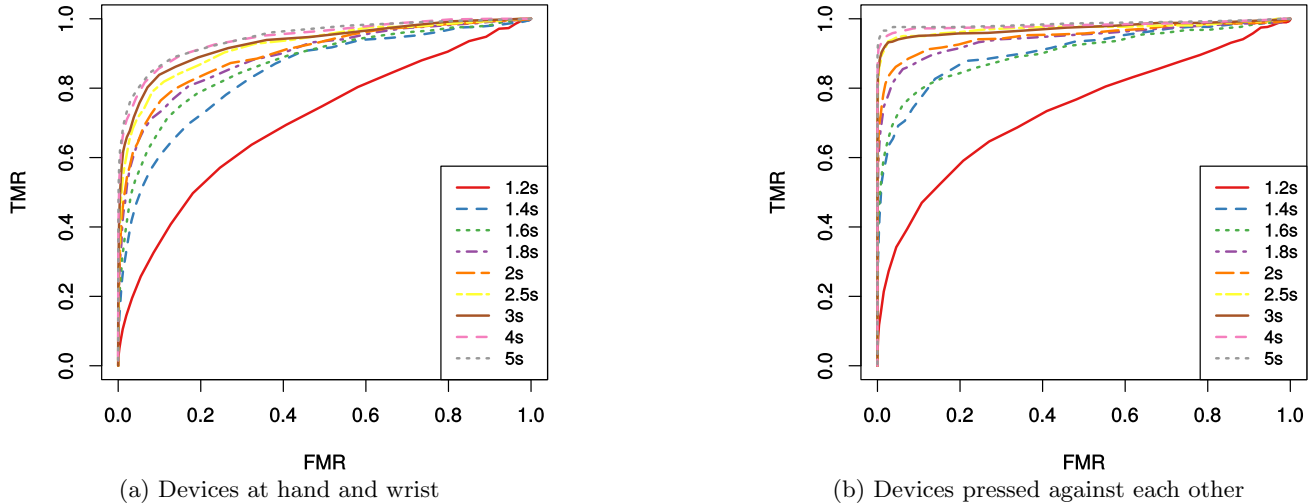 1.0
0.8
0.6
0.4
0.2
0.0
TMR
1.2s
1.4s
1.6s
1.8s
2s
2.5s
3s
4s
5s
0.0 0.2 0.4 0.6 0.8 1.0
FMR
(a) Devices at hand and wrist
1.0
0.8
0.6
0.4
0.2
0.0
TMR
1.2s
1.4s
1.6s
1.8s
2s
2.5s
3s
4s
5s
0.0 0.2 0.4 0.6 0.8 1.0
FMR
(b) Devices pressed against each other